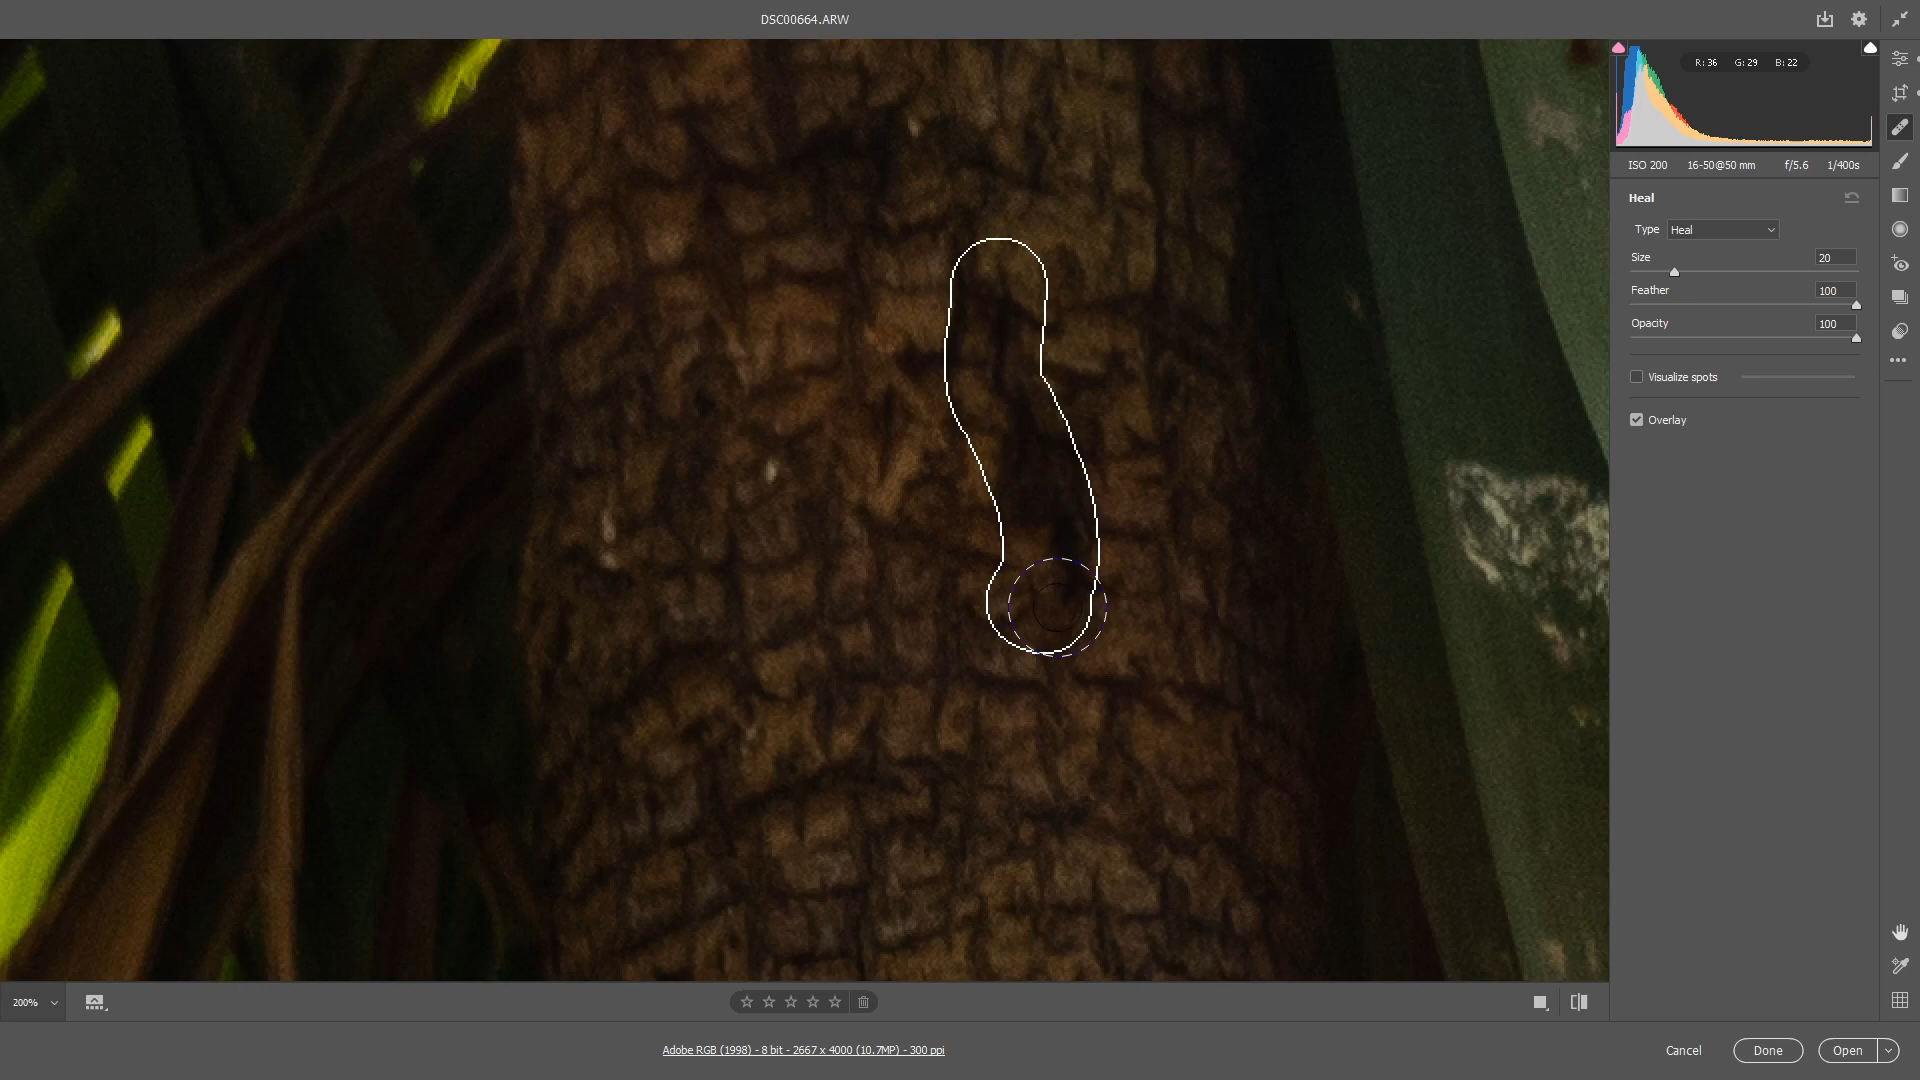 DSC00664.ARW
R: 36 G: 29 B: 22
ISO 200 16-50@50 mm f/5.6 1/400s
Heal
Type Heal
Size 20
Feather 100
Opacity 100
Visualize spots
Overlay
200%
Adobe RGB (1998) - 8 bit - 2667 x 4000 (10.7MP) - 300 ppi
Cancel Done Open